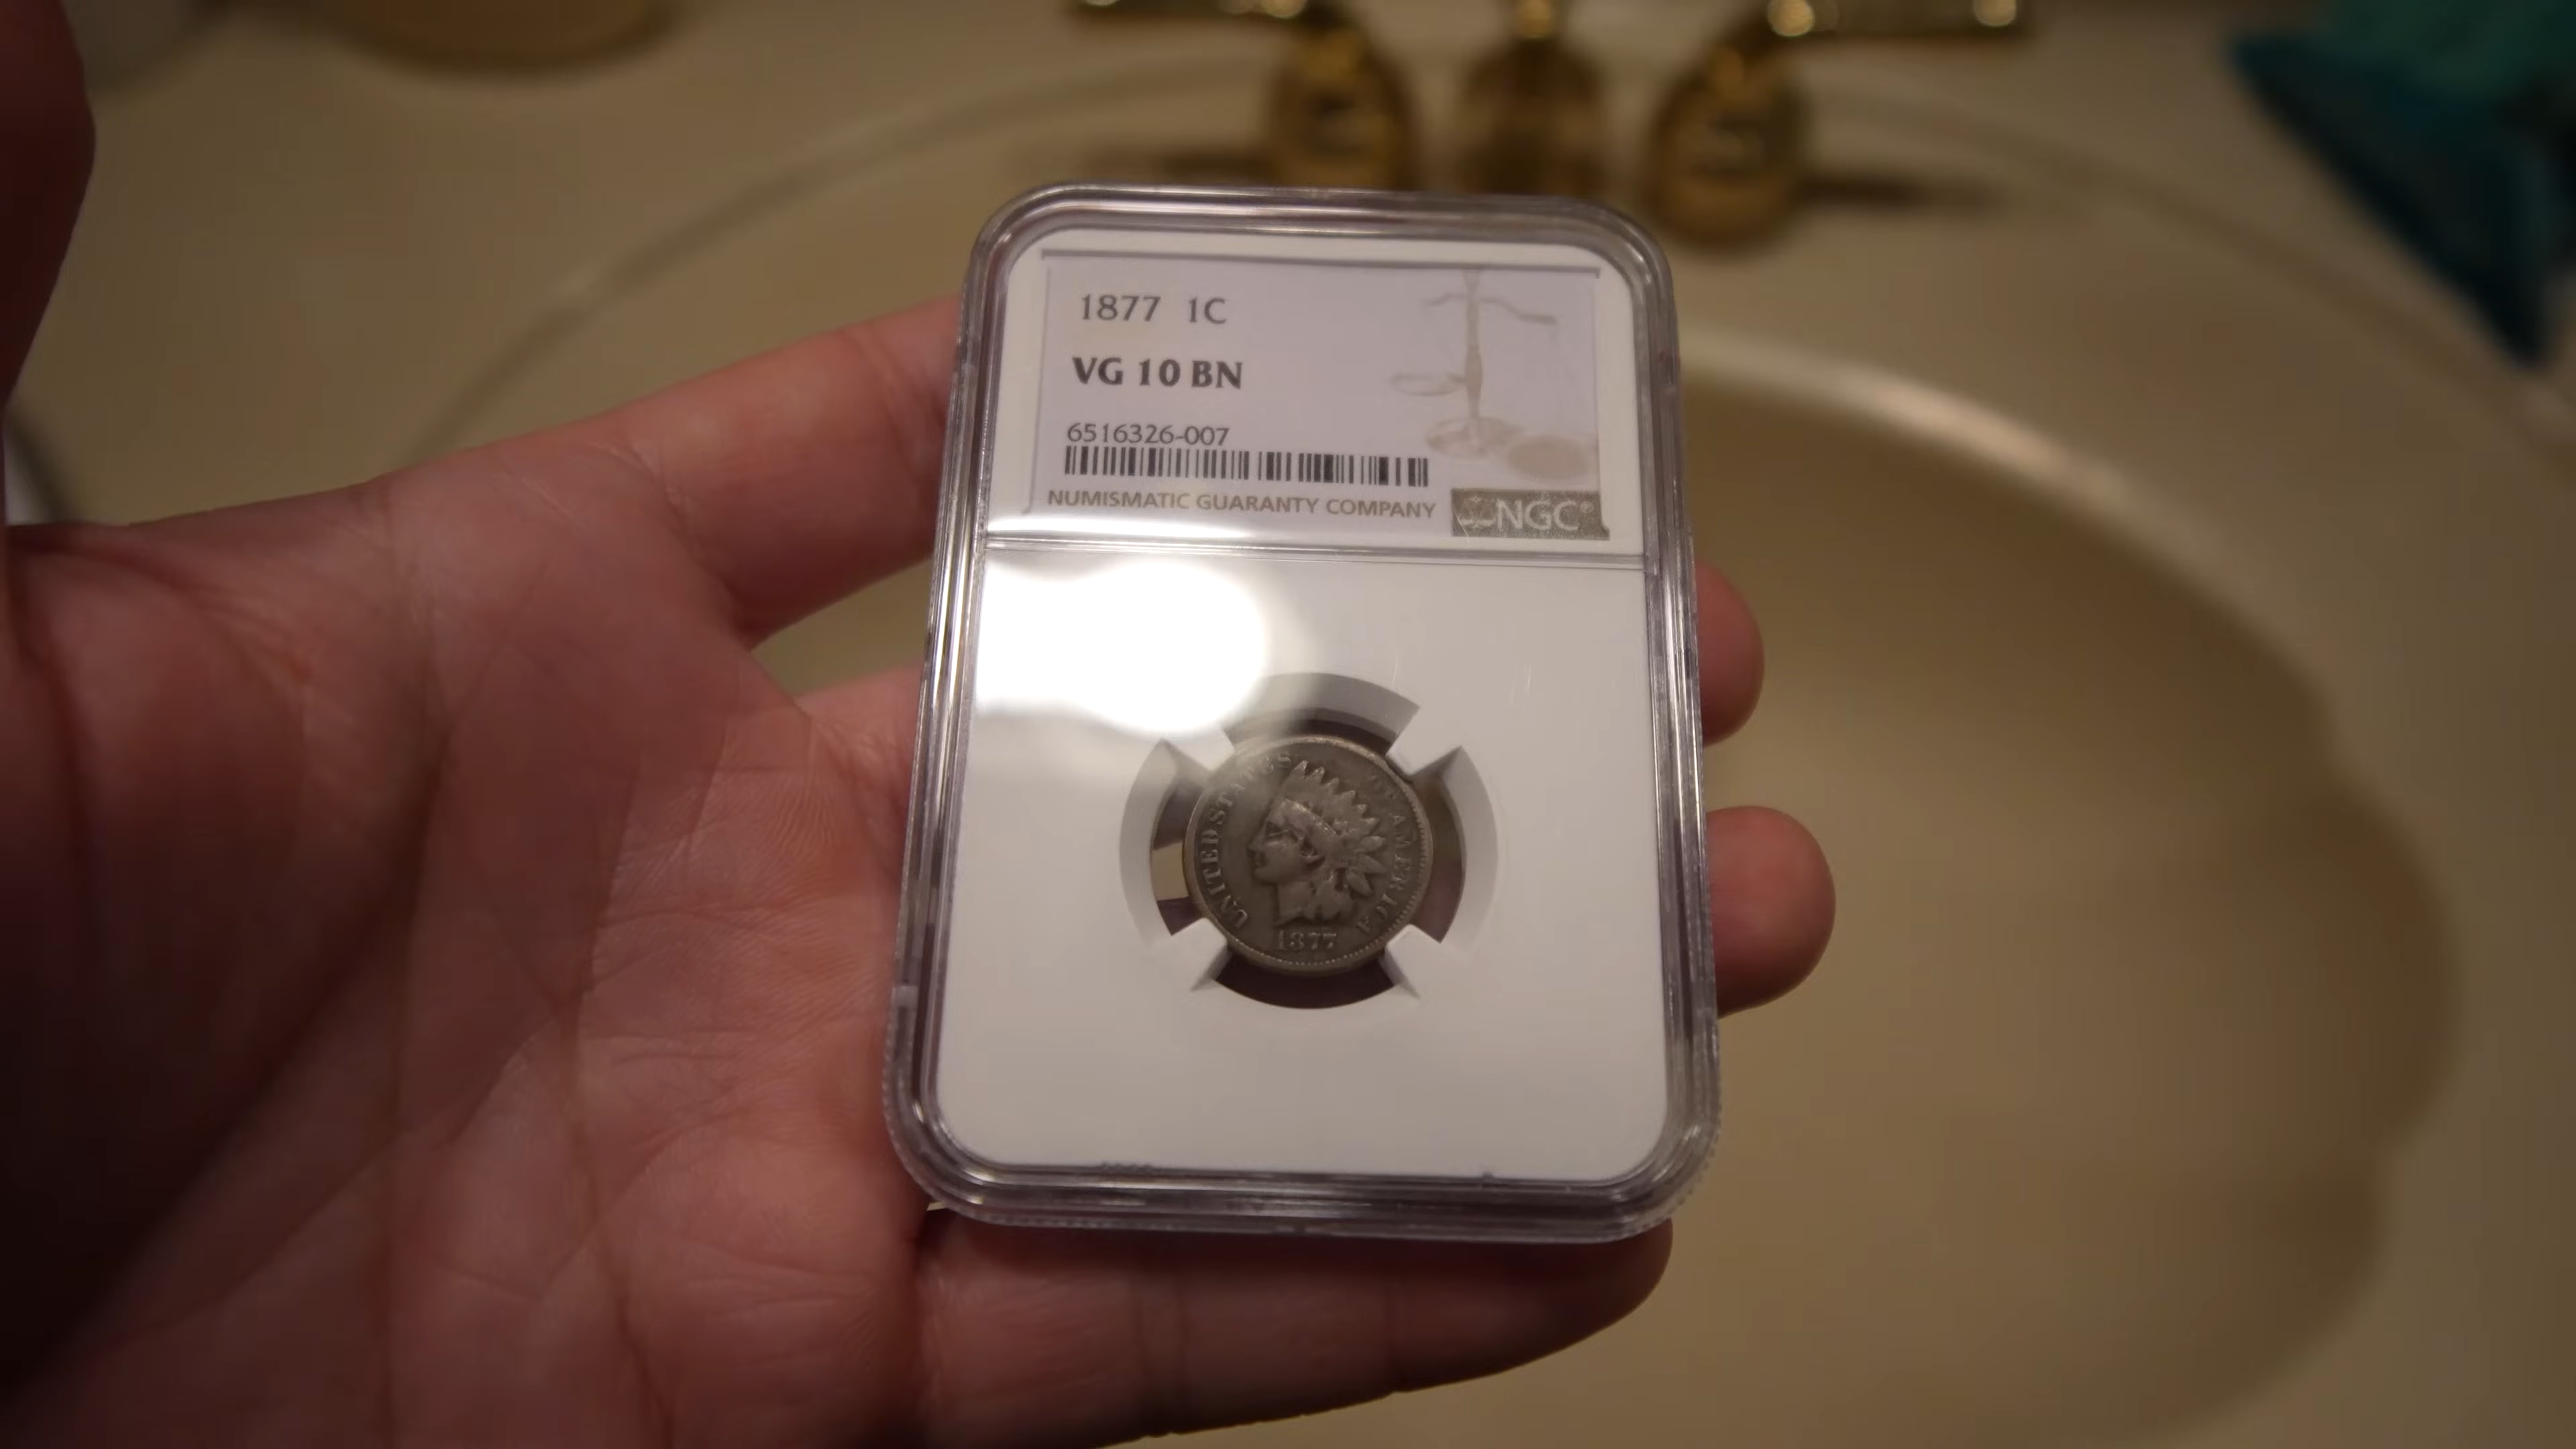 1877 1C
VG 10 BN
6516326-007
NUMISMATIC GUARANTY COMPANY
NGC®
UNITED STATES OF AMERICA
1877